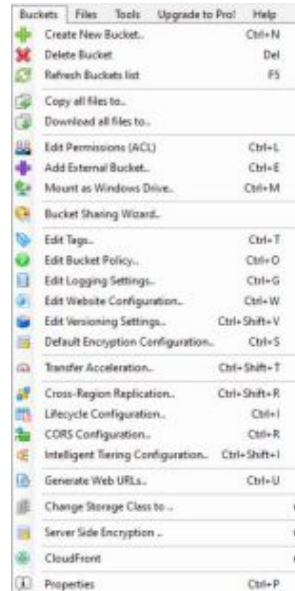 Buckets Files Tools Upgrade to Pro! Help
Create New Bucket.. Ctrl+N
Delete Bucket Del
Refresh Buckets list F5
Copy all files to..
Download all files to..
Edit Permissions (ACL) Ctrl+L
Add External Bucket.. Ctrl+E
Mount as Windows Drive.. Ctrl+M
Bucket Sharing Wizard..
Edit Tags.. Ctrl+T
Edit Bucket Policy.. Ctrl+O
Edit Logging Settings.. Ctrl+G
Edit Website Configuration.. Ctrl+W
Edit Versioning Settings.. Ctrl+Shift+V
Default Encryption Configuration.. Ctrl+S
Transfer Acceleration.. Ctrl+Shift+T
Cross-Region Replication.. Ctrl+Shift+R
Lifecycle Configuration.. Ctrl+I
CORS Configuration.. Ctrl+R
Intelligent Tiering Configuration.. Ctrl+Shift+I
Generate Web URLs.. Ctrl+U
Change Storage Class to ..
Server Side Encryption ..
CloudFront
Properties Ctrl+P